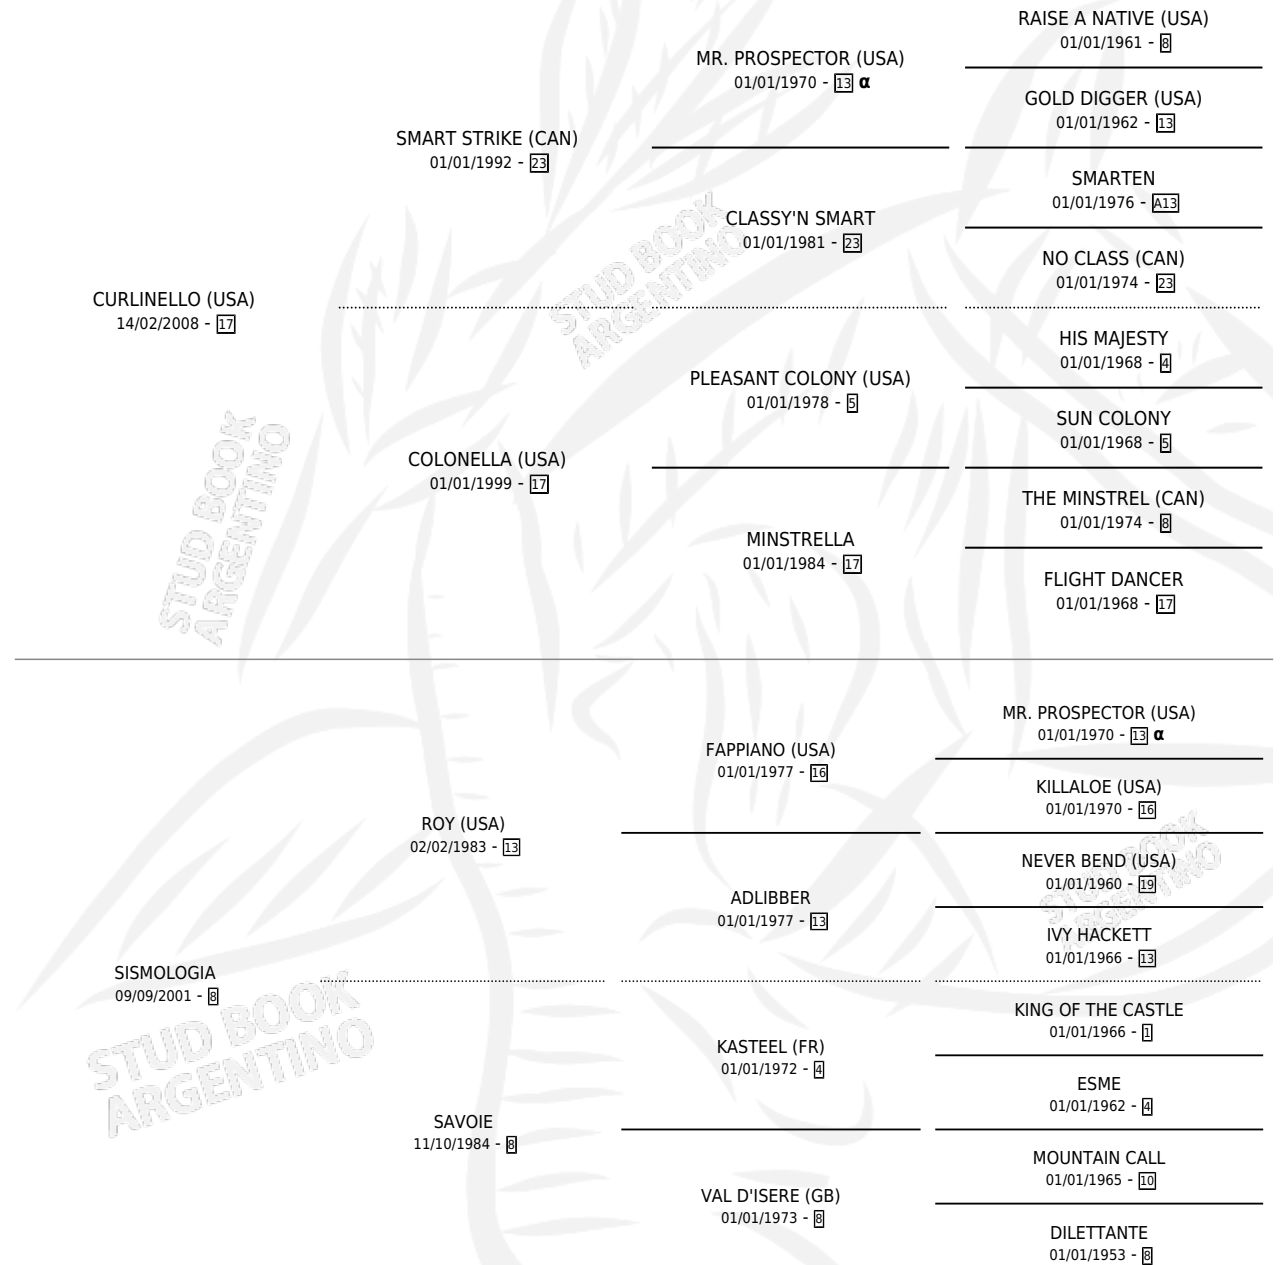 RAISE A NATIVE (USA)
01/01/1961 - 8
MR. PROSPECTOR (USA)
01/01/1970 - 13 α
GOLD DIGGER (USA)
01/01/1962 - 13
SMART STRIKE (CAN)
01/01/1992 - 23
SMARTEN
01/01/1976 - A13
CLASSY'N SMART
01/01/1981 - 23
NO CLASS (CAN)
01/01/1974 - 23
CURLINELLO (USA)
14/02/2008 - 17
HIS MAJESTY
01/01/1968 - 4
PLEASANT COLONY (USA)
01/01/1978 - 5
SUN COLONY
01/01/1968 - 5
COLONELLA (USA)
01/01/1999 - 17
THE MINSTREL (CAN)
01/01/1974 - 8
MINSTRELLA
01/01/1984 - 17
FLIGHT DANCER
01/01/1968 - 17
MR. PROSPECTOR (USA)
01/01/1970 - 13 α
FAPPIANO (USA)
01/01/1977 - 16
KILLALOE (USA)
01/01/1970 - 16
ROY (USA)
02/02/1983 - 13
NEVER BEND (USA)
01/01/1960 - 19
ADLIBBER
01/01/1977 - 13
IVY HACKETT
01/01/1966 - 13
SISMOLOGIA
09/09/2001 - 8
KING OF THE CASTLE
01/01/1966 - 1
KASTEEL (FR)
01/01/1972 - 4
ESME
01/01/1962 - 4
SAVOIE
11/10/1984 - 8
MOUNTAIN CALL
01/01/1965 - 10
VAL D'ISERE (GB)
01/01/1973 - 8
DILETTANTE
01/01/1953 - 8
STUD BOOK
ARGENTINO
STUD BOOK
ARGENTINO
STUD BOOK
ARGENTINO
STUD BOOK
ARGENTINO